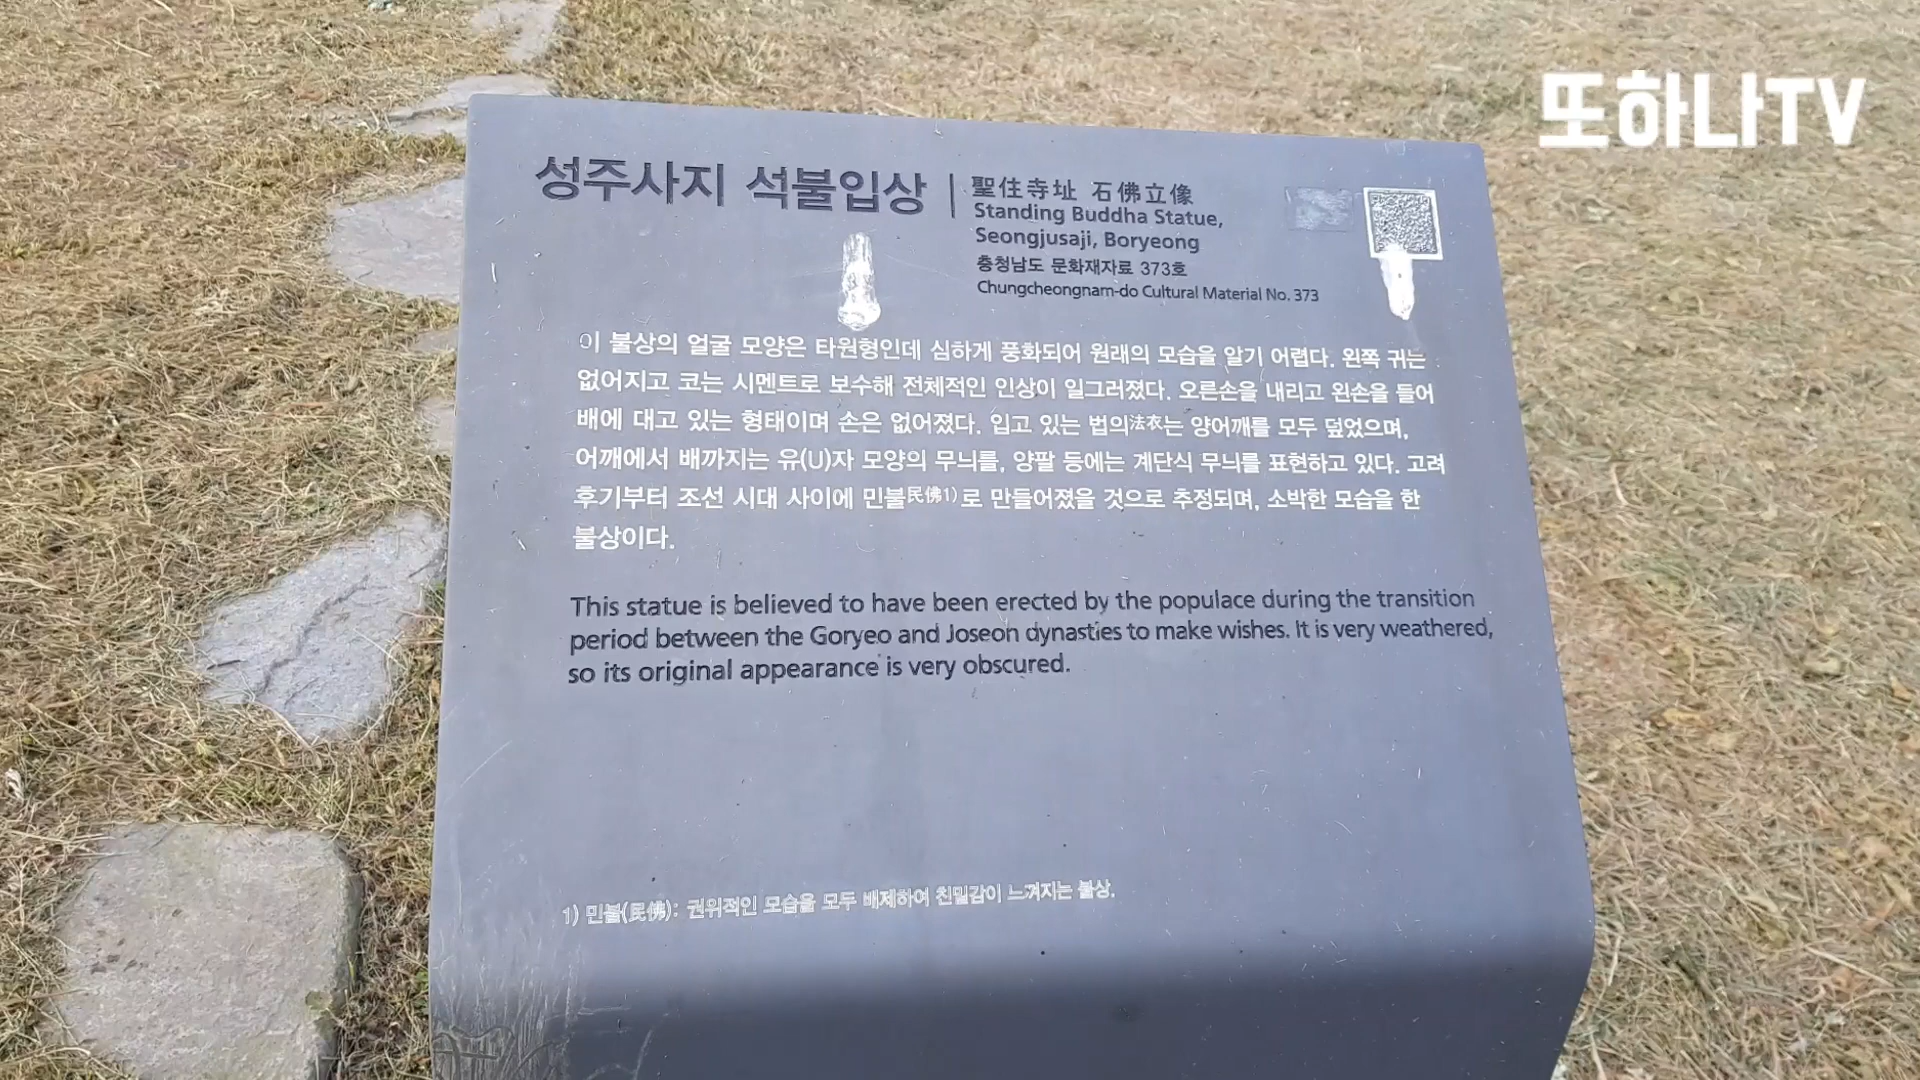 또하나TV
성주사지 석불입상
聖住寺址 石佛立像
Standing Buddha Statue,
Seongjusaji, Boryeong
충청남도 문화재자료 373호
Chungcheongnam-do Cultural Material No. 373
이 불상의 얼굴 모양은 타원형인데 심하게 풍화되어 원래의 모습을 알기 어렵다. 왼쪽 귀는
없어지고 코는 시멘트로 보수해 전체적인 인상이 일그러졌다. 오른손을 내리고 왼손을 들어
배에 대고 있는 형태이며 손은 없어졌다. 입고 있는 법의法衣는 양어깨를 모두 덮었으며,
어깨에서 배까지는 유(U)자 모양의 무늬를, 양팔 등에는 계단식 무늬를 표현하고 있다. 고려
후기부터 조선 시대 사이에 민불民佛1)로 만들어졌을 것으로 추정되며, 소박한 모습을 한
불상이다.
This statue is believed to have been erected by the populace during the transition
period between the Goryeo and Joseon dynasties to make wishes. It is very weathered,
so its original appearance is very obscured.
1) 민불(民佛): 권위적인 모습을 모두 배제하여 친밀감이 느껴지는 불상.